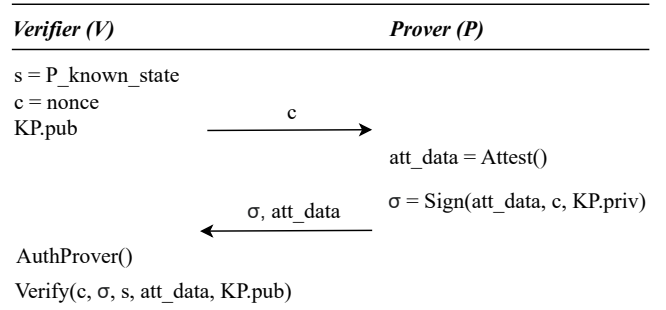 Verifier (V) Prover (P)
s = P_known_state
c = nonce
KP.pub
c
att_data = Attest()
σ = Sign(att_data, c, KP.priv)
σ, att_data
AuthProver()
Verify(c, σ, s, att_data, KP.pub)